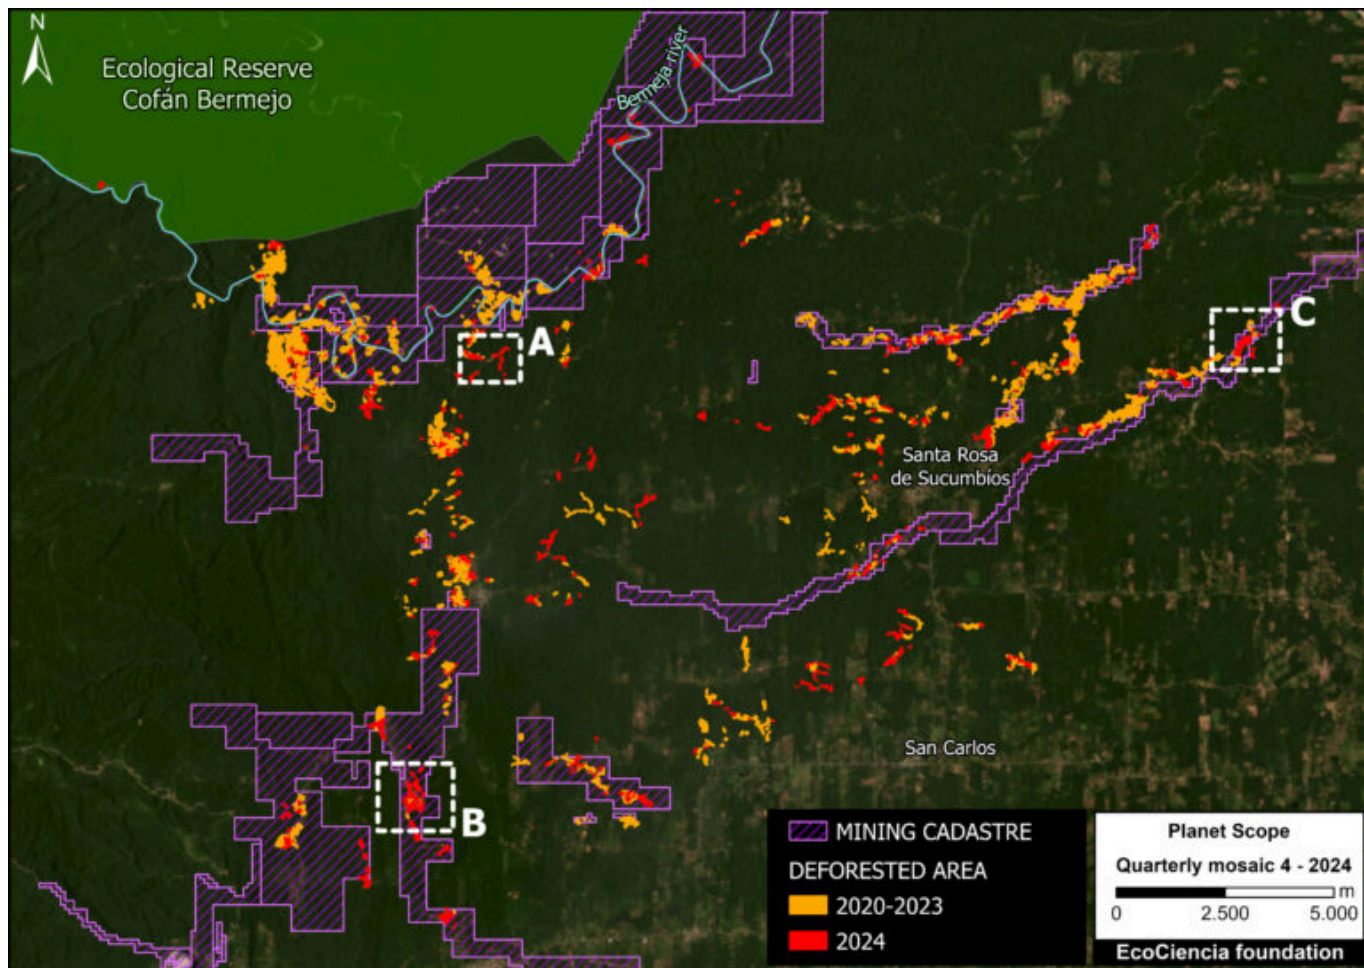 N
Ecological Reserve
Cofán Bermejo
Bermeja river
A
C
Santa Rosa
de Sucumbíos
San Carlos
B
MINING CADASTRE
DEFORESTED AREA
2020-2023
2024
Planet Scope
Quarterly mosaic 4 - 2024
m
0 2.500 5.000
EcoCiencia foundation